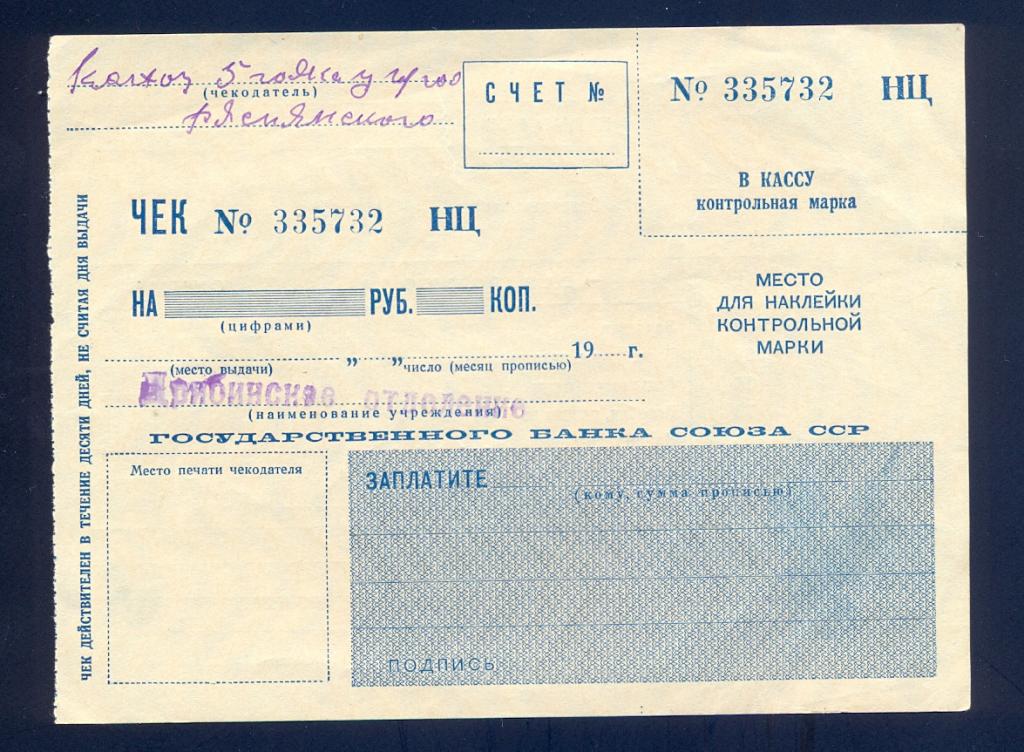 Колхоз 5
(чекодатель)
СЧЕТ №
№ 335732 НЦ
В КАССУ
контрольная марка
ЧЕК № 335732 НЦ
НА РУБ. КОП.
(цифрами)
МЕСТО
ДЛЯ НАКЛЕЙКИ
КОНТРОЛЬНОЙ
МАРКИ
„ „ 19 г.
(место выдачи) число (месяц прописью)
отделение
(наименование учреждения)
ГОСУДАРСТВЕННОГО БАНКА СОЮЗА ССР
Место печати чекодателя
ЗАПЛАТИТЕ
(кому, сумма прописью)
ПОДПИСЬ
ЧЕК ДЕЙСТВИТЕЛЕН В ТЕЧЕНИЕ ДЕСЯТИ ДНЕЙ, НЕ СЧИТАЯ ДНЯ ВЫДАЧИ